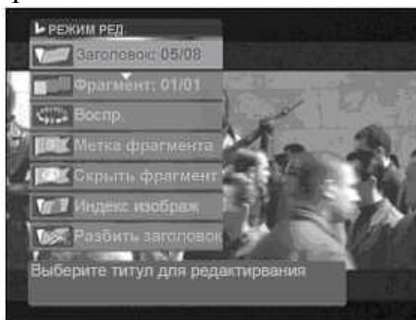 РЕЖИМ РЕД.
Заголовок: 05/08
Фрагмент: 01/01
Воспр.
Метка фрагмента
Скрыть фрагмент
Индекс изображ
Разбить заголовок
Выберите титул для редактирвания